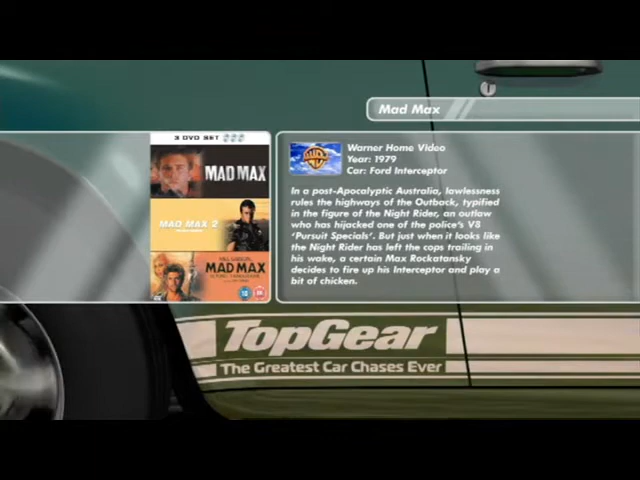 Mad Max
3 DVD SET
MAD MAX
MAD MAX 2
MEL GIBSON
MAD MAX
Warner Home Video
Year: 1979
Car: Ford Interceptor
In a post-Apocalyptic Australia, lawlessness
rules the highways of the Outback, typified
in the figure of the Night Rider, an outlaw
who has hijacked one of the police's V8
'Pursuit Specials'. But just when it looks like
the Night Rider has left the cops trailing in
his wake, a certain Max Rockatansky
decides to fire up his Interceptor and play a
bit of chicken.
TopGear
The Greatest Car Chases Ever